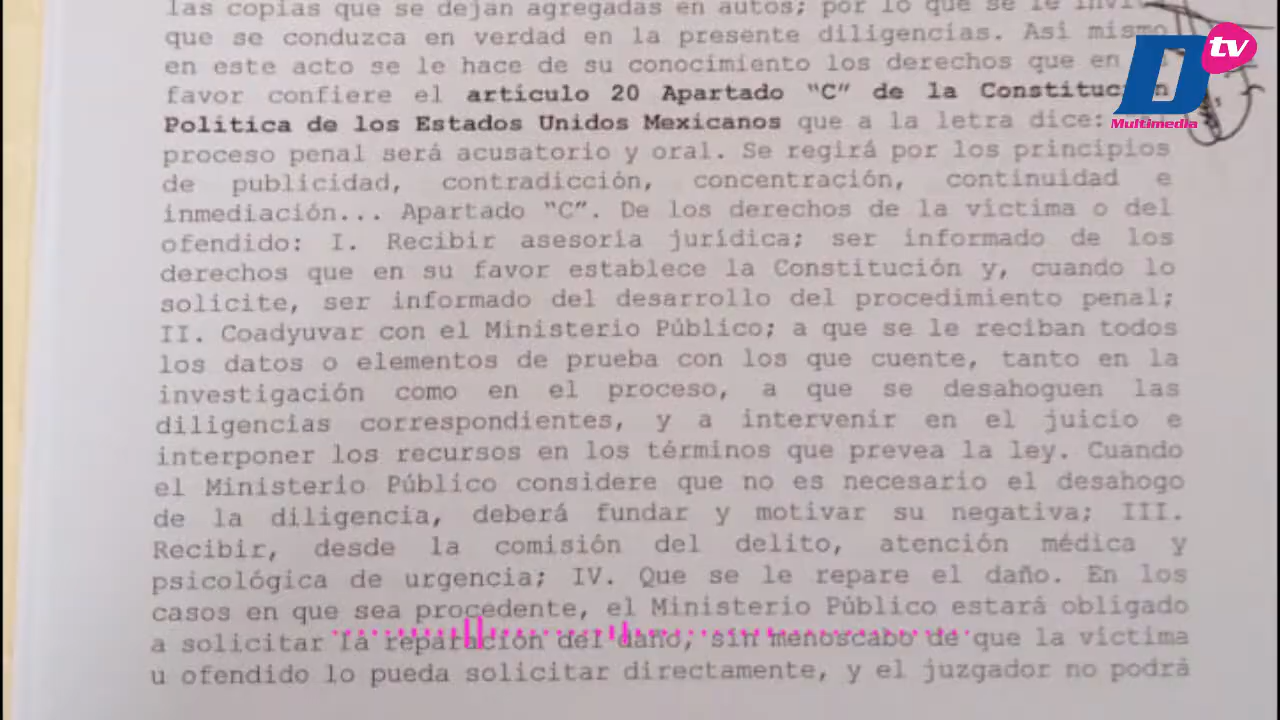 las copias que se dejan agregadas en autos; por lo que se le
que se conduzca en verdad en la presente diligencias. Asi mismo
en este acto se le hace de su conocimiento los derechos que en
favor confiere el artículo 20 Apartado "C" de la
Politica de los Estados Unidos Mexicanos que a la letra dice:
proceso penal será acusatorio y oral. Se regirá por los principios
de publicidad, contradicción, concentración, continuidad e
inmediación... Apartado "C". De los derechos de la víctima o del
ofendido: I. Recibir asesoría jurídica; ser informado de los
derechos que en su favor establece la Constitución y, cuando lo
solicite, ser informado del desarrollo del procedimiento penal;
II. Coadyuvar con el Ministerio Público; a que se le reciban todos
los datos o elementos de prueba con los que cuente, tanto en la
investigación como en el proceso, a que se desahoguen las
diligencias correspondientes, y a intervenir en el juicio e
interponer los recursos en los términos que prevea la ley. Cuando
el Ministerio Público considere que no es necesario el desahogo
de la diligencia, deberá fundar y motivar su negativa; III.
Recibir, desde la comisión del delito, atención médica y
psicológica de urgencia; IV. Que se le repare el daño. En los
casos en que sea procedente, el Ministerio Público estará obligado
a solicitar la reparación del daño, sin menoscabo de que la víctima
u ofendido lo pueda solicitar directamente, y el juzgador no podrá
D tv
Multimedia